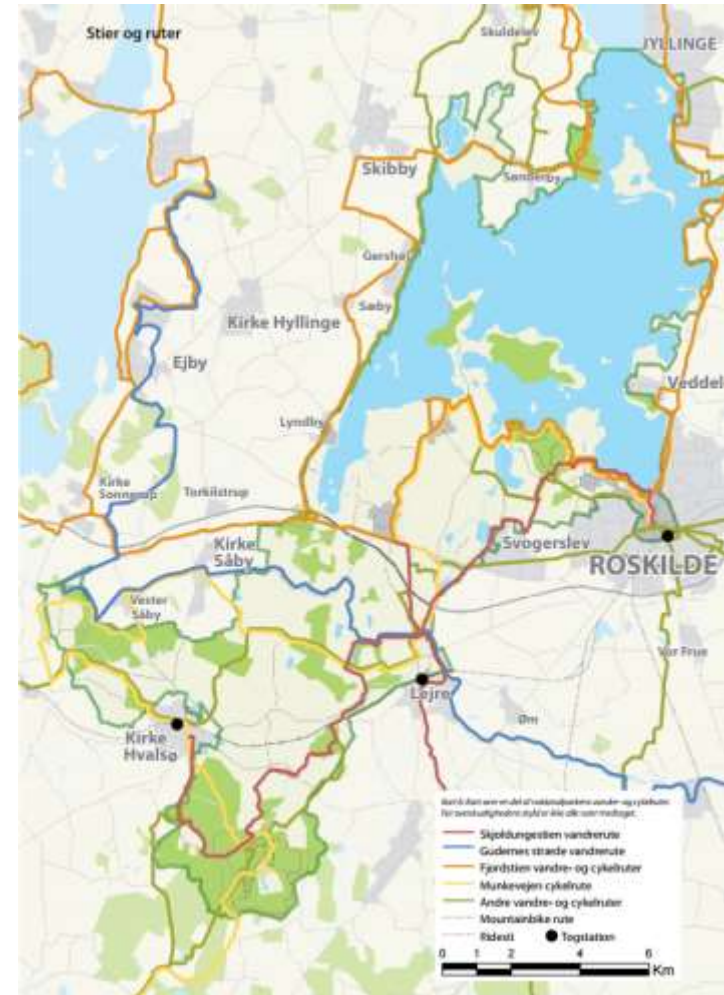 Stier og ruter
Skuldelev
JYLLINGE
Skibby
Sønderby
Gershøj
Sæby
Kirke Hyllinge
Ejby
Veddel
Lyndby
Kirke
Sonnerup
Torkilstrup
Kirke
Såby
Svogerslev
ROSKILDE
Vester
Såby
Vor Frue
Lejre
Øm
Kirke
Hvalsø
Skjoldungestien vandrerute
Gudernes stræde vandrerute
Fjordstien vandre- og cykelruter
Munkevejen cykelrute
Andre vandre- og cykelruter
Mountainbike rute
Ridesti
Togstation
0 1 2 4 6
Km